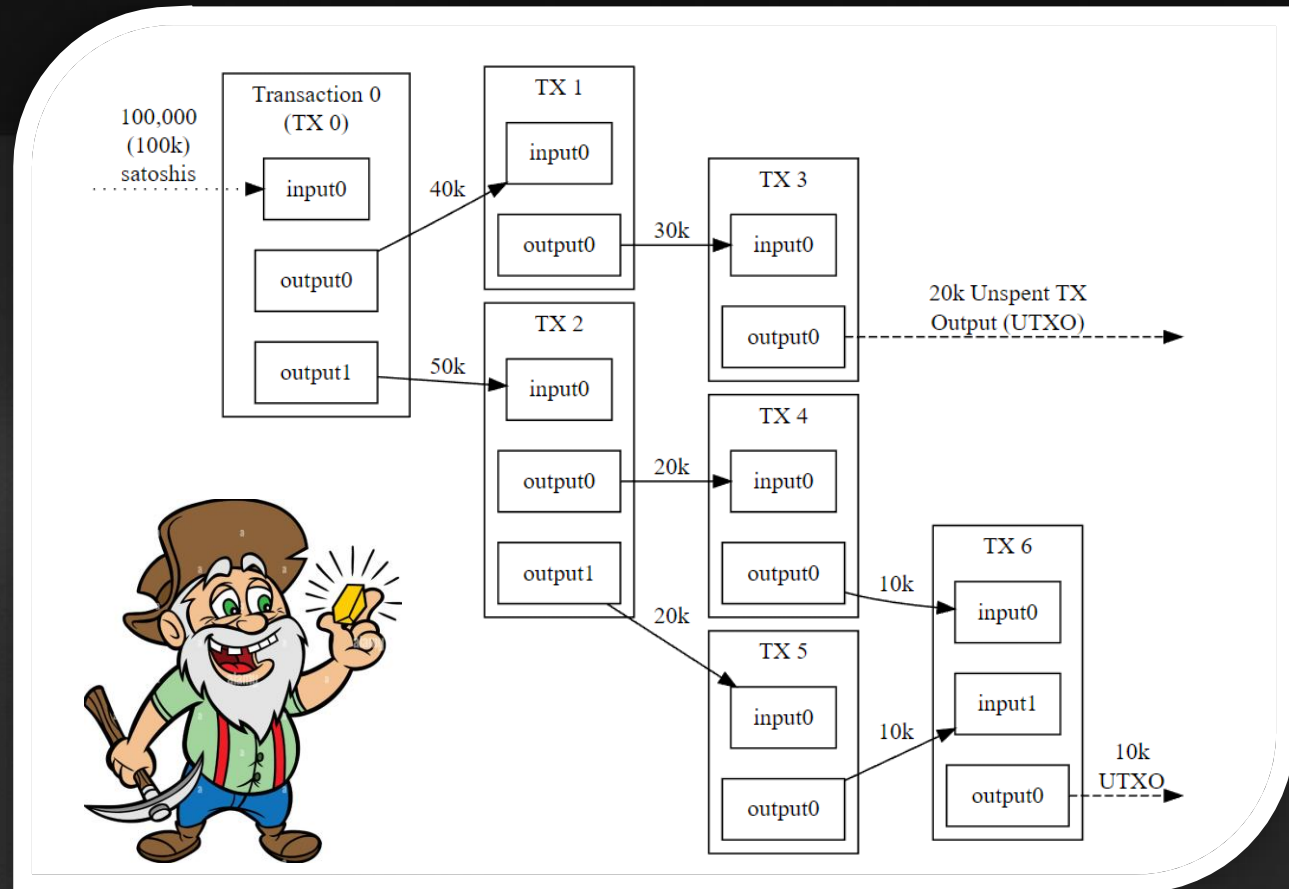 100,000
(100k)
satoshis
Transaction 0
(TX 0)
input0
output0
output1
40k
50k
TX 1
input0
output0
30k
TX 2
input0
output0
output1
20k
20k
TX 3
input0
output0
20k Unspent TX
Output (UTXO)
TX 4
input0
output0
10k
TX 5
input0
output0
10k
TX 6
input0
input1
output0
10k
UTXO